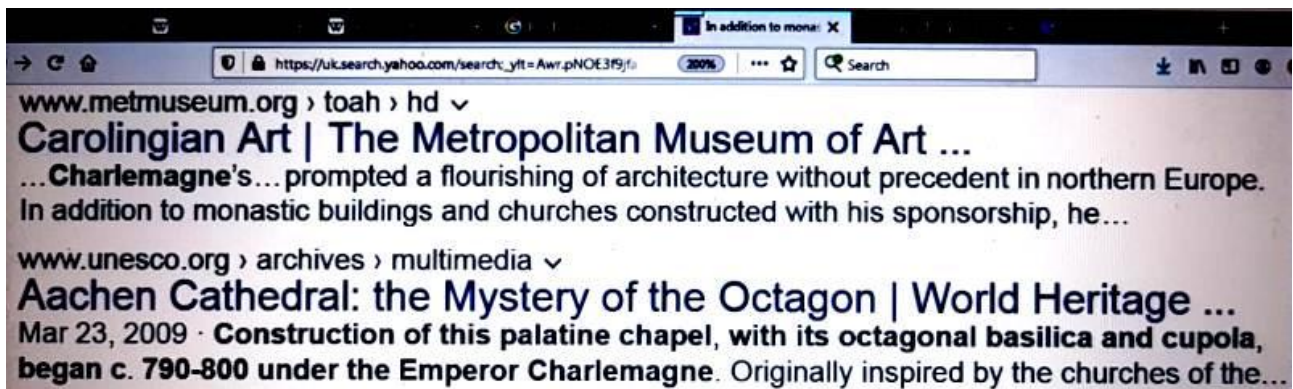 In addition to mona
https://uk.search.yahoo.com/search;_ylt=Awr.pNOE3f9jf 200% Search
www.metmuseum.org › toah › hd
Carolingian Art | The Metropolitan Museum of Art ...
...Charlemagne's...prompted a flourishing of architecture without precedent in northern Europe.
In addition to monastic buildings and churches constructed with his sponsorship, he...
www.unesco.org › archives › multimedia
Aachen Cathedral: the Mystery of the Octagon | World Heritage ...
Mar 23, 2009 · Construction of this palatine chapel, with its octagonal basilica and cupola,
began c. 790-800 under the Emperor Charlemagne. Originally inspired by the churches of the...